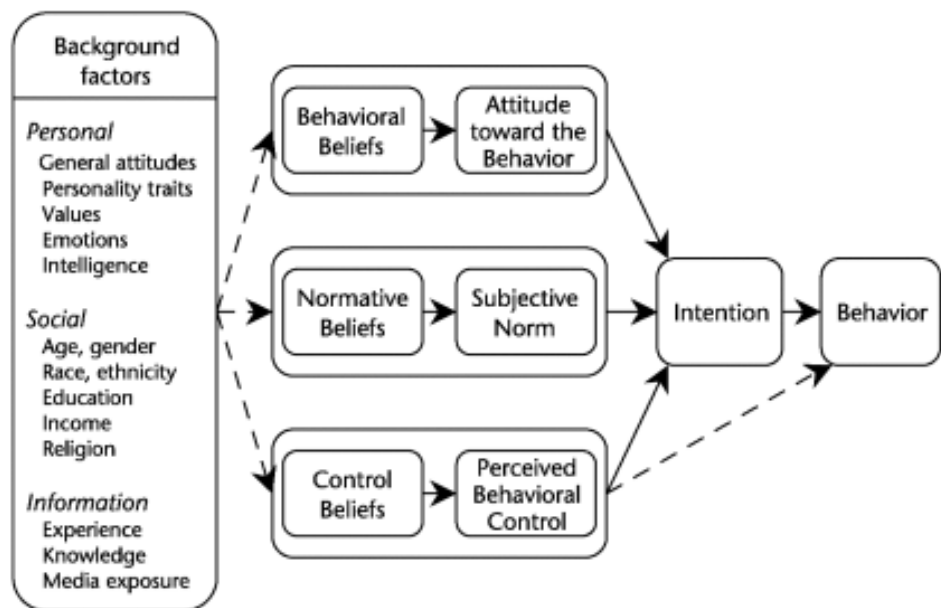 Background
factors
Personal
General attitudes
Personality traits
Values
Emotions
Intelligence
Social
Age, gender
Race, ethnicity
Education
Income
Religion
Information
Experience
Knowledge
Media exposure
Behavioral
Beliefs
Attitude
toward the
Behavior
Normative
Beliefs
Subjective
Norm
Control
Beliefs
Perceived
Behavioral
Control
Intention
Behavior